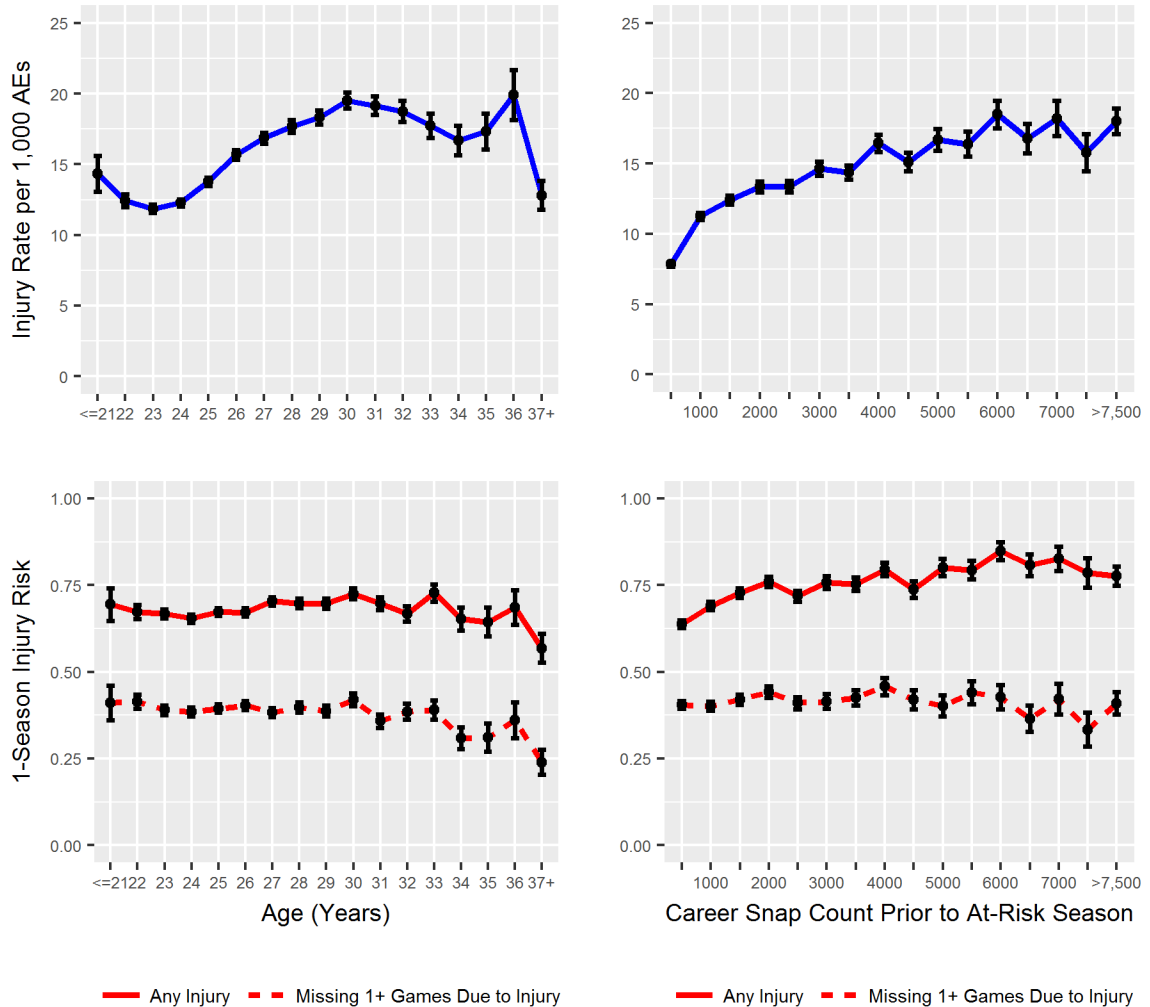 25
20
15
10
5
0
Injury Rate per 1,000 AEs
<=21 22 23 24 25 26 27 28 29 30 31 32 33 34 35 36 37+
25
20
15
10
5
0
1000 2000 3000 4000 5000 6000 7000 >7,500
1.00
0.75
0.50
0.25
0.00
1-Season Injury Risk
<=21 22 23 24 25 26 27 28 29 30 31 32 33 34 35 36 37+
Age (Years)
1.00
0.75
0.50
0.25
0.00
1000 2000 3000 4000 5000 6000 7000 >7,500
Career Snap Count Prior to At-Risk Season
Any Injury Missing 1+ Games Due to Injury
Any Injury Missing 1+ Games Due to Injury